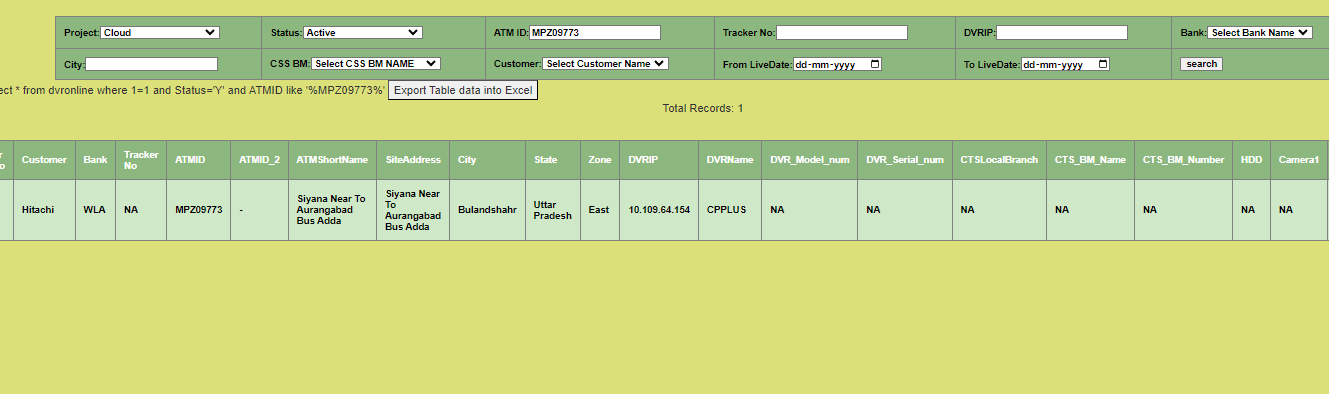 Project: Cloud Status: Active ATM ID: MPZ09773 Tracker No: DVRIP: Bank: Select Bank Name
City: CSS BM: Select CSS BM NAME Customer: Select Customer Name From LiveDate: dd-mm-yyyy To LiveDate: dd-mm-yyyy search
ect * from dvronline where 1=1 and Status='Y' and ATMID like '%MPZ09773%' Export Table data into Excel
Total Records: 1
r
o
Customer
Bank
Tracker
No
ATMID
ATMID_2
ATMShortName
SiteAddress
City
State
Zone
DVRIP
DVRName
DVR_Model_num
DVR_Serial_num
CTSLocalBranch
CTS_BM_Name
CTS_BM_Number
HDD
Camera1
Hitachi
WLA
NA
MPZ09773
-
Siyana Near To
Aurangabad
Bus Adda
Siyana Near
To
Aurangabad
Bus Adda
Bulandshahr
Uttar
Pradesh
East
10.109.64.154
CPPLUS
NA
NA
NA
NA
NA
NA
NA